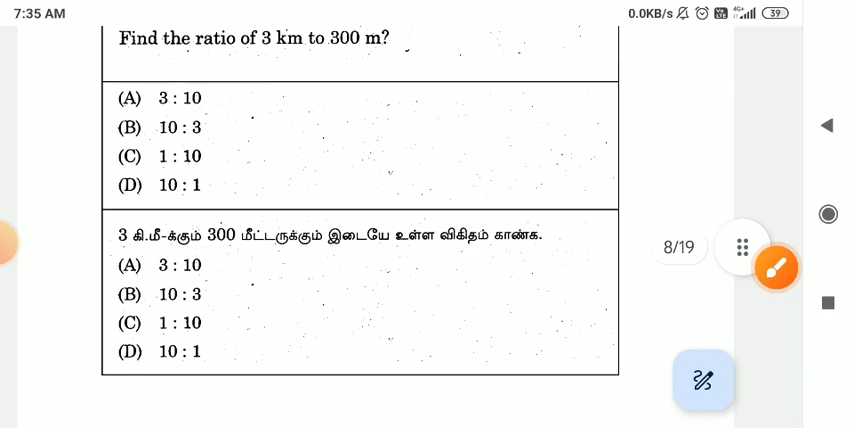 7:35 AM
0.0KB/s 4G+ 39
Find the ratio of 3 km to 300 m?
(A) 3 : 10
(B) 10 : 3
(C) 1 : 10
(D) 10 : 1
3 கி.மீ-க்கும் 300 மீட்டருக்கும் இடையே உள்ள விகிதம் காண்க.
(A) 3 : 10
(B) 10 : 3
(C) 1 : 10
(D) 10 : 1
8/19